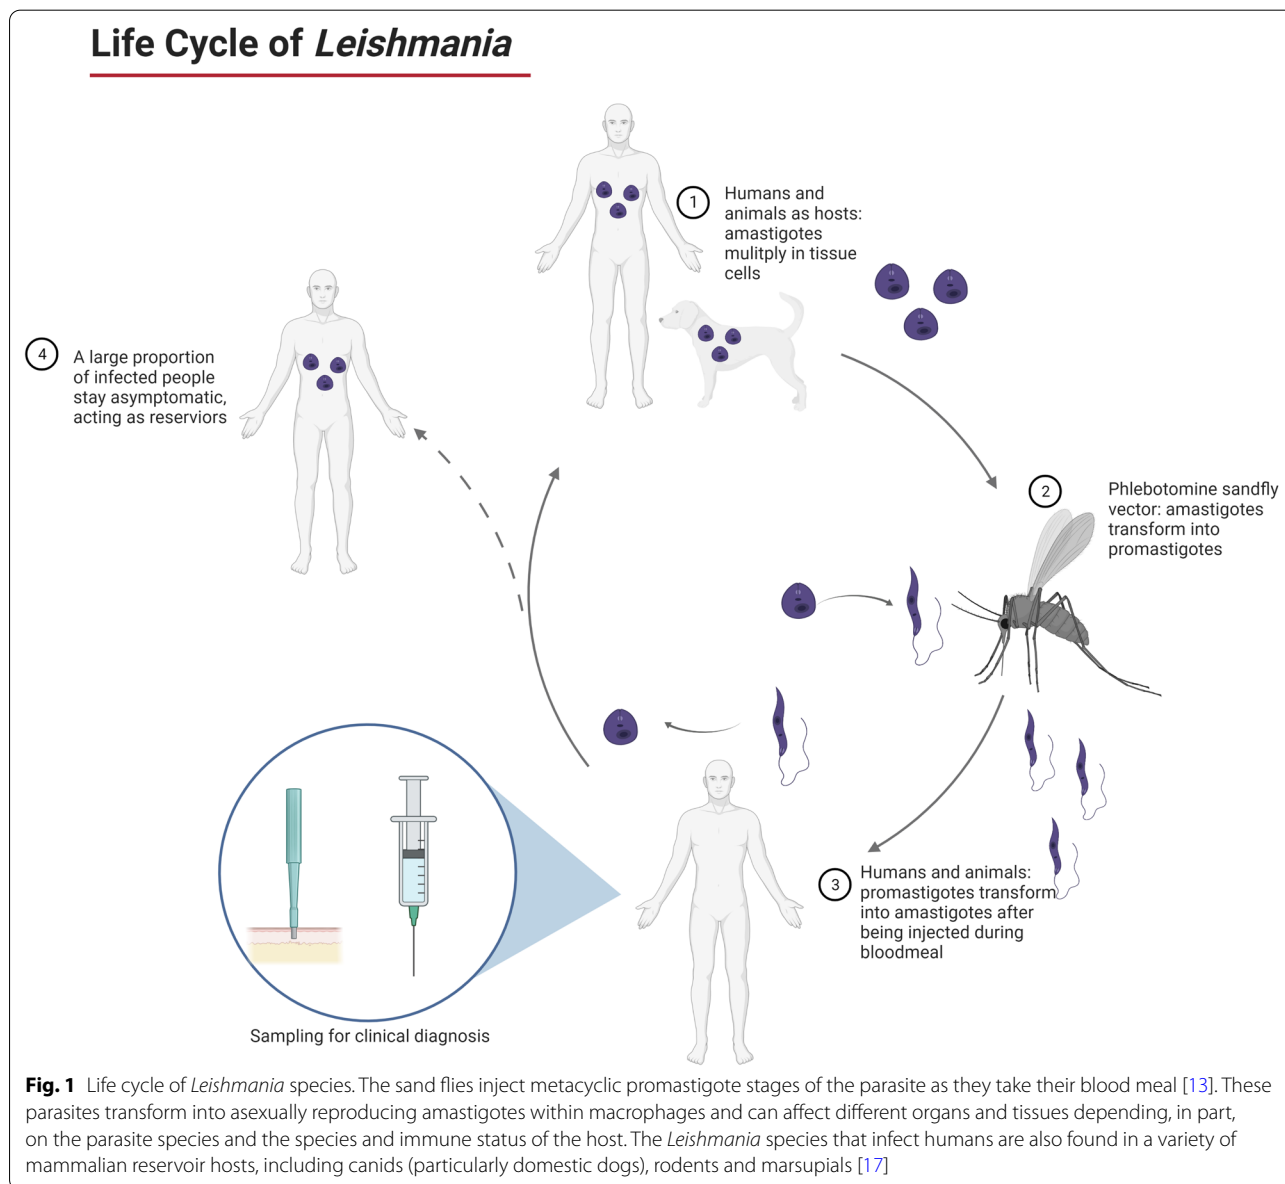 Life Cycle of Leishmania
1
Humans and
animals as hosts:
amastigotes
mulitply in tissue
cells
4
A large proportion
of infected people
stay asymptomatic,
acting as reserviors
2
Phlebotomine sandfly
vector: amastigotes
transform into
promastigotes
3
Humans and animals:
promastigotes transform
into amastigotes after
being injected during
bloodmeal
Sampling for clinical diagnosis
Fig. 1 Life cycle of Leishmania species. The sand flies inject metacyclic promastigote stages of the parasite as they take their blood meal [13]. These
parasites transform into asexually reproducing amastigotes within macrophages and can affect different organs and tissues depending, in part,
on the parasite species and the species and immune status of the host. The Leishmania species that infect humans are also found in a variety of
mammalian reservoir hosts, including canids (particularly domestic dogs), rodents and marsupials [17]